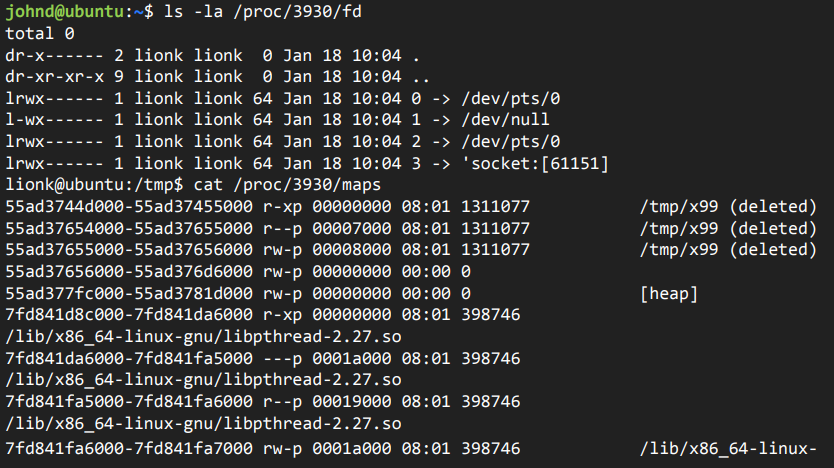 johnd@ubuntu:~$ ls -la /proc/3930/fd
total 0
dr-x------ 2 lionk lionk  0 Jan 18 10:04 .
dr-xr-xr-x 9 lionk lionk  0 Jan 18 10:04 ..
lrwx------ 1 lionk lionk 64 Jan 18 10:04 0 -> /dev/pts/0
l-wx------ 1 lionk lionk 64 Jan 18 10:04 1 -> /dev/null
lrwx------ 1 lionk lionk 64 Jan 18 10:04 2 -> /dev/pts/0
lrwx------ 1 lionk lionk 64 Jan 18 10:04 3 -> 'socket:[61151]
lionk@ubuntu:/tmp$ cat /proc/3930/maps
55ad3744d000-55ad37455000 r-xp 00000000 08:01 1311077 /tmp/x99 (deleted)
55ad37654000-55ad37655000 r--p 00007000 08:01 1311077 /tmp/x99 (deleted)
55ad37655000-55ad37656000 rw-p 00008000 08:01 1311077 /tmp/x99 (deleted)
55ad37656000-55ad376d6000 rw-p 00000000 00:00 0
55ad377fc000-55ad3781d000 rw-p 00000000 00:00 0 [heap]
7fd841d8c000-7fd841da6000 r-xp 00000000 08:01 398746
/lib/x86_64-linux-gnu/libpthread-2.27.so
7fd841da6000-7fd841fa5000 ---p 0001a000 08:01 398746
/lib/x86_64-linux-gnu/libpthread-2.27.so
7fd841fa5000-7fd841fa6000 r--p 00019000 08:01 398746
/lib/x86_64-linux-gnu/libpthread-2.27.so
7fd841fa6000-7fd841fa7000 rw-p 0001a000 08:01 398746 /lib/x86_64-linux-